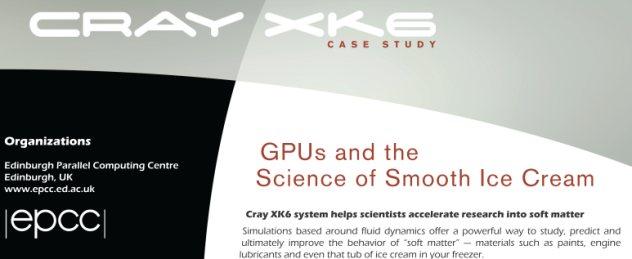 CRAY XK6
CASE STUDY
Organizations
Edinburgh Parallel Computing Centre
Edinburgh, UK
www.epcc.ed.ac.uk
|epcc|
GPUs and the
Science of Smooth Ice Cream
Cray XK6 system helps scientists accelerate research into soft matter
Simulations based around fluid dynamics offer a powerful way to study, predict and
ultimately improve the behavior of “soft matter” — materials such as paints, engine
lubricants and even that tub of ice cream in your freezer.